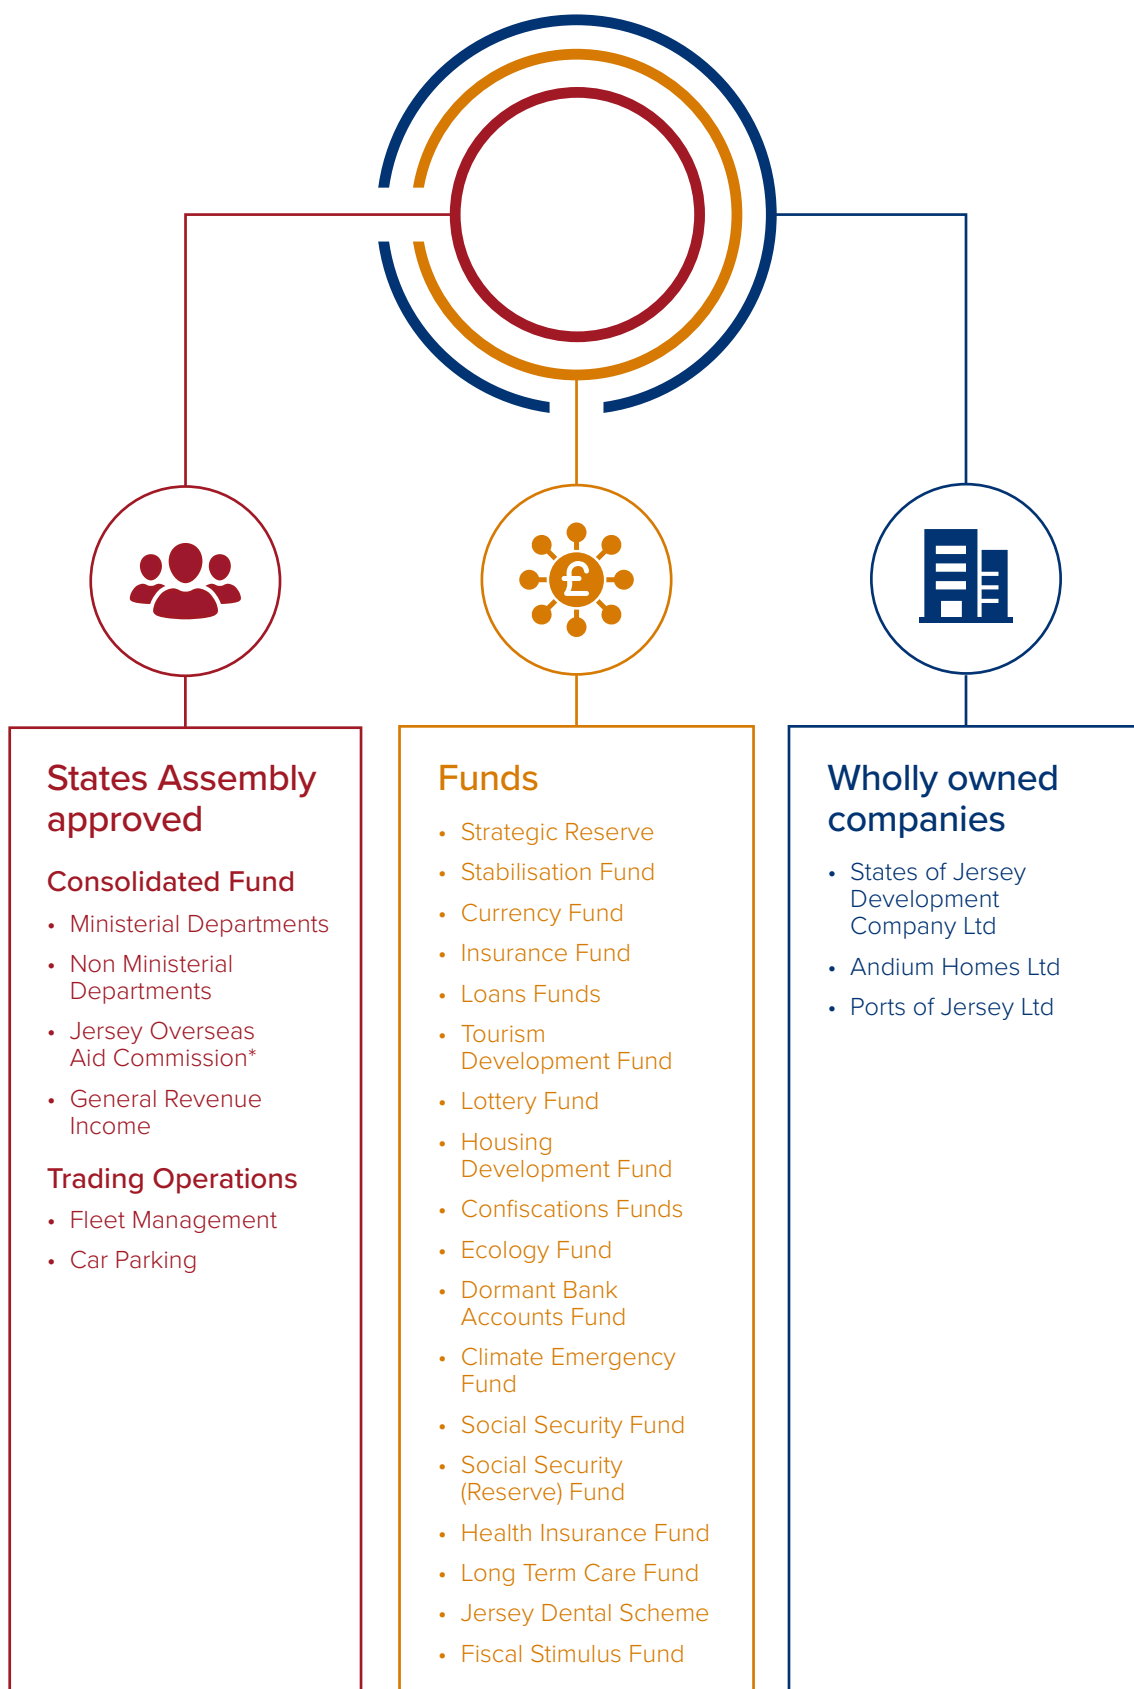 £
States Assembly
approved
Consolidated Fund
• Ministerial Departments
• Non Ministerial
Departments
• Jersey Overseas
Aid Commission*
• General Revenue
Income
Trading Operations
• Fleet Management
• Car Parking
Funds
• Strategic Reserve
• Stabilisation Fund
• Currency Fund
• Insurance Fund
• Loans Funds
• Tourism
Development Fund
• Lottery Fund
• Housing
Development Fund
• Confiscations Funds
• Ecology Fund
• Dormant Bank
Accounts Fund
• Climate Emergency
Fund
• Social Security Fund
• Social Security
(Reserve) Fund
• Health Insurance Fund
• Long Term Care Fund
• Jersey Dental Scheme
• Fiscal Stimulus Fund
Wholly owned
companies
• States of Jersey
Development
Company Ltd
• Andium Homes Ltd
• Ports of Jersey Ltd